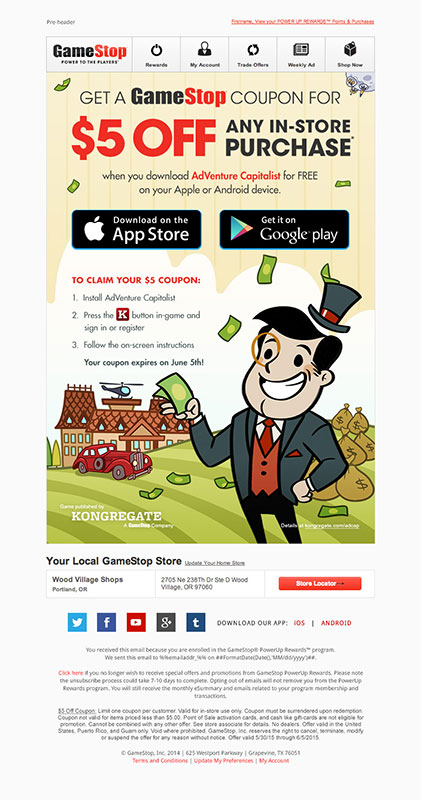 Pre-header
Firstname, View your POWER UP REWARDS™ Points & Purchases
GameStop
POWER TO THE PLAYERS®
Rewards
My Account
Trade Offers
Weekly Ad
Shop Now
GET A GameStop COUPON FOR
$5 OFF ANY IN-STORE PURCHASE*
when you download AdVenture Capitalist for FREE
on your Apple or Android device.
Download on the
App Store
Get it on
Google play
TO CLAIM YOUR $5 COUPON:
1. Install AdVenture Capitalist
2. Press the K button in-game and
sign in or register
3. Follow the on-screen instructions
Your coupon expires on June 5th!
Game published by
KONGREGATE
A GameStop Company
Details at kongregate.com/adcap
Your Local GameStop Store Update Your Home Store
Wood Village Shops
Portland, OR
2705 Ne 238Th Dr Ste D Wood
Village, OR 97060
Store Locator
DOWNLOAD OUR APP: IOS | ANDROID
You received this email because you are enrolled in the GameStop® PowerUp Rewards™ program.
We sent this email to %%emailaddr_%% on ##FormatDate(Date(),'MM/dd/yyyy')##.
Click here if you no longer wish to receive special offers and promotions from GameStop PowerUp Rewards. Please note
the unsubscribe process could take 7-10 days to complete. Opting out of emails will not remove you from the PowerUp
Rewards program. You will still receive the monthly eSummary and emails related to your program membership and
transactions.
$5 Off Coupon: Limit one coupon per customer. Valid for in-store use only. Coupon must be surrendered upon redemption.
Coupon not valid for items priced less than $5.00. Point of Sale activation cards, and cash like gift cards are not eligible for
promotion. Cannot be combined with any other offer. See store associate for details. No dealers. Offer valid in the United
States, Puerto Rico, and Guam only. Void where prohibited. GameStop, Inc. reserves the right to cancel, terminate, modify
or suspend the offer for any reason without notice. Offer valid 5/30/15 through 6/5/2015.
© GameStop, Inc. 2014 | 625 Westport Parkway | Grapevine, TX 76051
Terms and Conditions | Update My Preferences | My Account